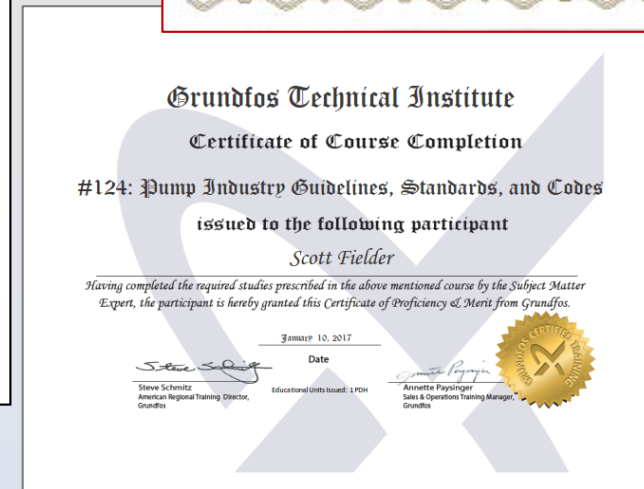 Grundfos Technical Institute
Certificate of Course Completion
#124: Pump Industry Guidelines, Standards, and Codes
issued to the following participant
Scott Fielder
Having completed the required studies prescribed in the above mentioned course by the Subject Matter
Expert, the participant is hereby granted this Certificate of Proficiency & Merit from Grundfos.
January 10, 2017
Date
Steve Schmitz
American Regional Training Director,
Grundfos
Educational Units Issued: 1 PDH
Annette Paysinger
Sales & Operations Training Manager,
Grundfos
GRUNDFOS CERTIFIED TRAINING